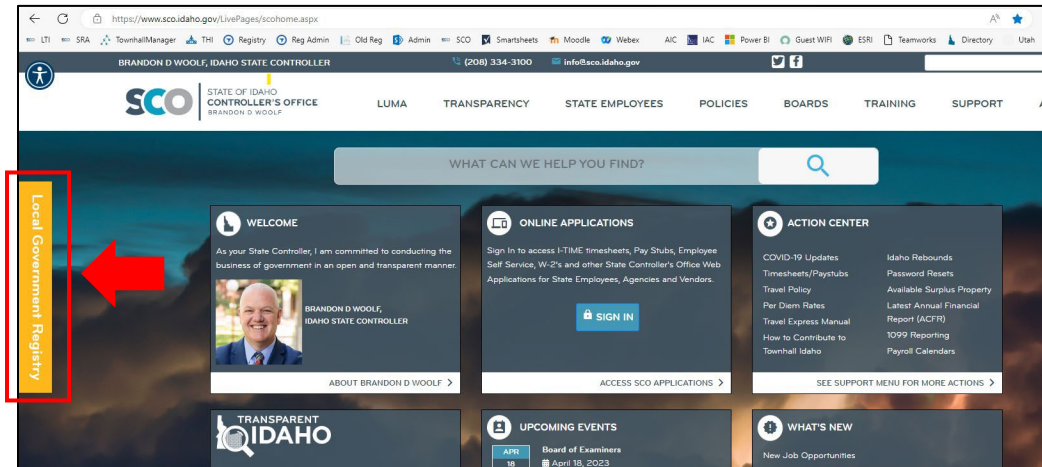 https://www.sco.idaho.gov/LivePages/scohome.aspx
LTI SRA TownhallManager THI Registry Reg Admin Old Reg Admin SCO Smartsheets Moodle Webex AIC IAC Power BI Guest WIFI ESRI Teamworks Directory Utah
BRANDON D WOOLF, IDAHO STATE CONTROLLER (208) 334-3100 info@sco.idaho.gov
SCO
STATE OF IDAHO
CONTROLLER'S OFFICE
BRANDON D WOOLF
LUMA TRANSPARENCY STATE EMPLOYEES POLICIES BOARDS TRAINING SUPPORT
WHAT CAN WE HELP YOU FIND?
Local Government Registry
WELCOME
As your State Controller, I am committed to conducting the
business of government in an open and transparent manner.
BRANDON D WOOLF,
IDAHO STATE CONTROLLER
ABOUT BRANDON D WOOLF >
ONLINE APPLICATIONS
Sign In to access I-TIME timesheets, Pay Stubs, Employee
Self Service, W-2's and other State Controller's Office Web
Applications for State Employees, Agencies and Vendors.
SIGN IN
ACCESS SCO APPLICATIONS >
ACTION CENTER
COVID-19 Updates
Timesheets/Paystubs
Travel Policy
Per Diem Rates
Travel Express Manual
How to Contribute to
Townhall Idaho
Idaho Rebounds
Password Resets
Available Surplus Property
Latest Annual Financial
Report (ACFR)
1099 Reporting
Payroll Calendars
SEE SUPPORT MENU FOR MORE ACTIONS >
TRANSPARENT
IDAHO
UPCOMING EVENTS
APR
18
Board of Examiners
April 18, 2023
WHAT'S NEW
New Job Opportunities